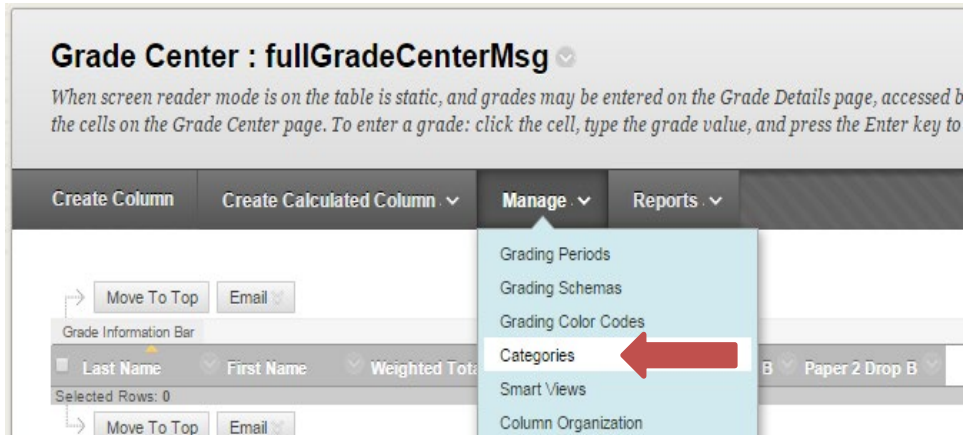 Grade Center : fullGradeCenterMsg
When screen reader mode is on the table is static, and grades may be entered on the Grade Details page, accessed b
the cells on the Grade Center page. To enter a grade: click the cell, type the grade value, and press the Enter key to
Create Column Create Calculated Column Manage Reports
Grading Periods
Grading Schemas
Move To Top Email
Grading Color Codes
Grade Information Bar
Categories
Last Name First Name Weighted Tota B Paper 2 Drop B
Smart Views
Selected Rows: 0
Column Organization
Move To Top Email